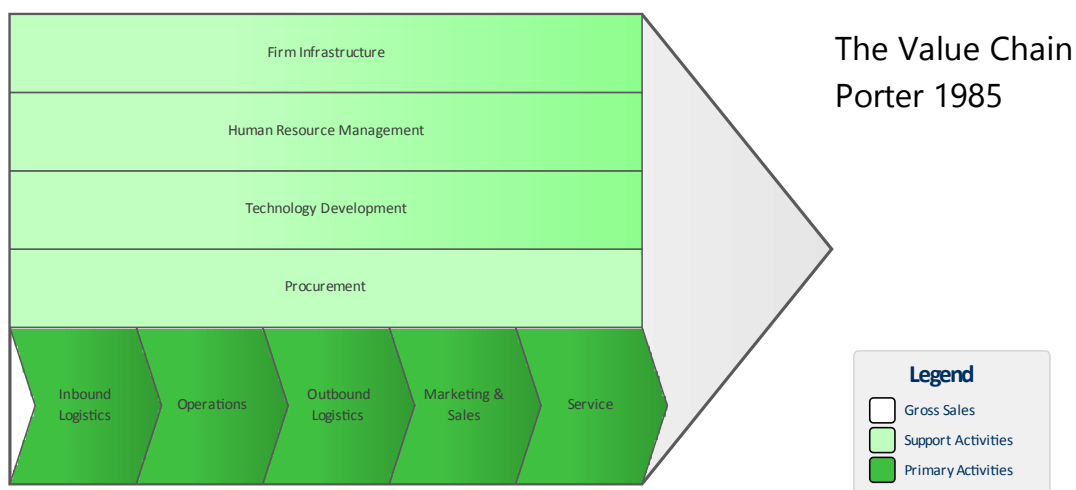 The Value Chain
Porter 1985
Firm Infrastructure
Human Resource Management
Technology Development
Procurement
Inbound
Logistics
Operations
Outbound
Logistics
Marketing &
Sales
Service
Legend
Gross Sales
Support Activities
Primary Activities